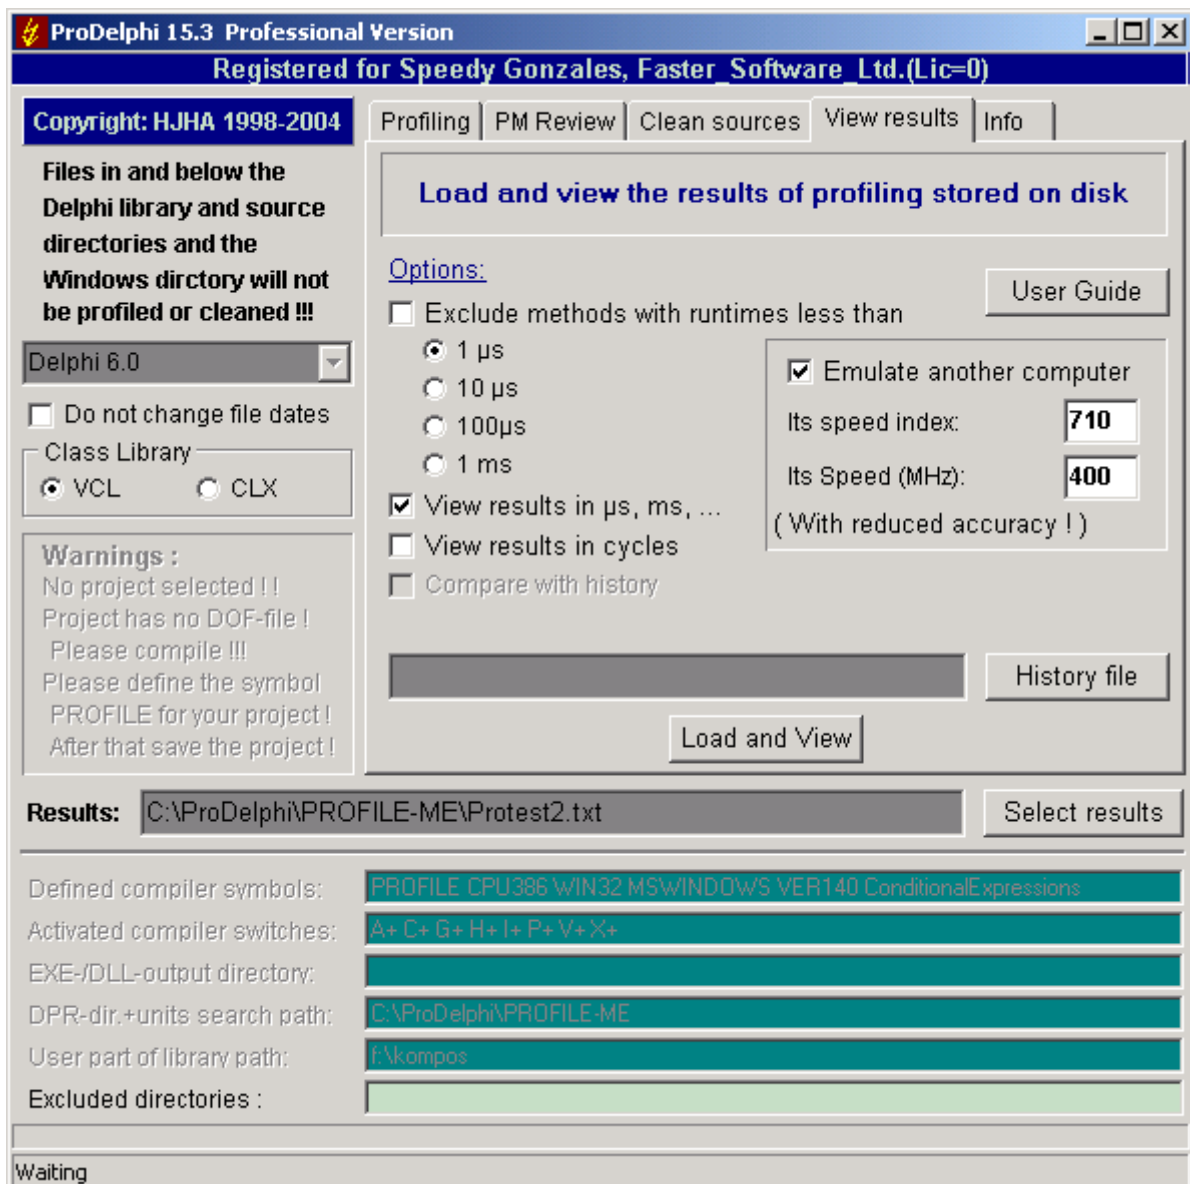 ProDelphi 15.3 Professional Version
Registered for Speedy Gonzales, Faster_Software_Ltd.(Lic=0)
Copyright: HJHA 1998-2004
Files in and below the
Delphi library and source
directories and the
Windows dirctory will not
be profiled or cleaned !!!
Delphi 6.0
Do not change file dates
Class Library
VCL CLX
Warnings :
No project selected ! !
Project has no DOF-file !
Please compile !!!
Please define the symbol
PROFILE for your project !
After that save the project !
Profiling PM Review Clean sources View results Info
Load and view the results of profiling stored on disk
Options:
User Guide
Exclude methods with runtimes less than
1 µs
10 µs
100µs
1 ms
Emulate another computer
Its speed index: 710
Its Speed (MHz): 400
( With reduced accuracy ! )
View results in µs, ms, ...
View results in cycles
Compare with history
History file
Load and View
Results: C:\ProDelphi\PROFILE-ME\Protest2.txt Select results
Defined compiler symbols: PROFILE CPU386 WIN32 MSWINDOWS VER140 ConditionalExpressions
Activated compiler switches: A+ C+ G+ H+ I+ P+ V+ X+
EXE-/DLL-output directory:
DPR-dir.+units search path: C:\ProDelphi\PROFILE-ME
User part of library path: f:\kompos
Excluded directories :
Waiting